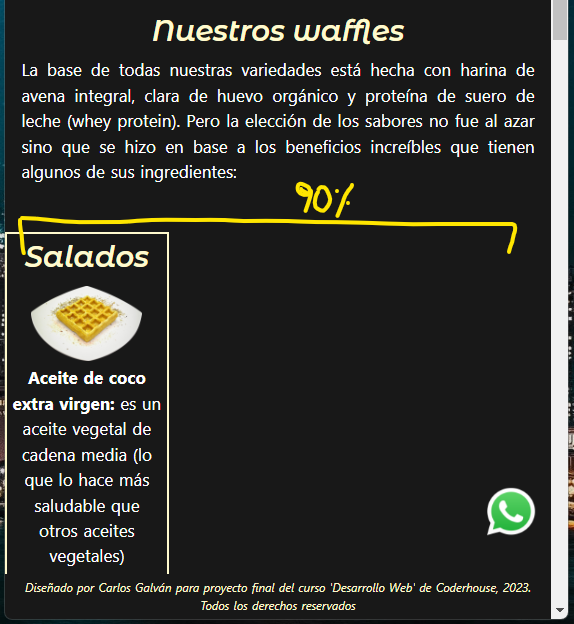 Nuestros waffles
La base de todas nuestras variedades está hecha con harina de
avena integral, clara de huevo orgánico y proteína de suero de
leche (whey protein). Pero la elección de los sabores no fue al azar
sino que se hizo en base a los beneficios increíbles que tienen
algunos de sus ingredientes:
90%
Salados
Aceite de coco
extra virgen: es un
aceite vegetal de
cadena media (lo
que lo hace más
saludable que
otros aceites
vegetales)
Diseñado por Carlos Galván para proyecto final del curso 'Desarrollo Web' de Coderhouse, 2023.
Todos los derechos reservados